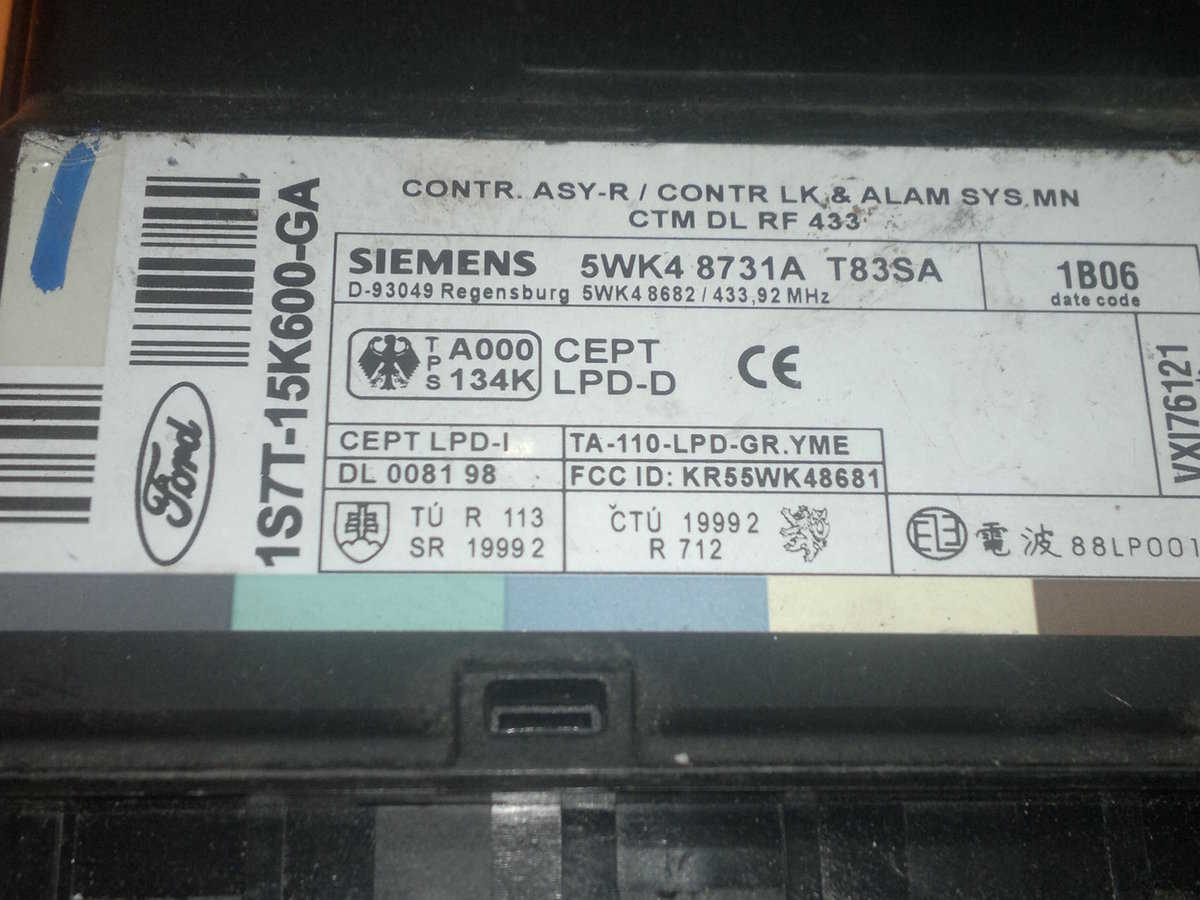 CONTR. ASY-R / CONTR LK & ALAM SYS.MN
CTM DL RF 433
1S7T-15K600-GA
Ford
SIEMENS 5WK4 8731A T83SA
D-93049 Regensburg 5WK4 8682 / 433,92 MHz
1B06
date code
TPS A000 134K
CEPT
LPD-D
CE
VXI76121
CEPT LPD-I
TA-110-LPD-GR.YME
DL 0081 98
FCC ID: KR55WK48681
TÚ R 113
SR 1999 2
ČTÚ 1999 2
R 712
電波 88LP001